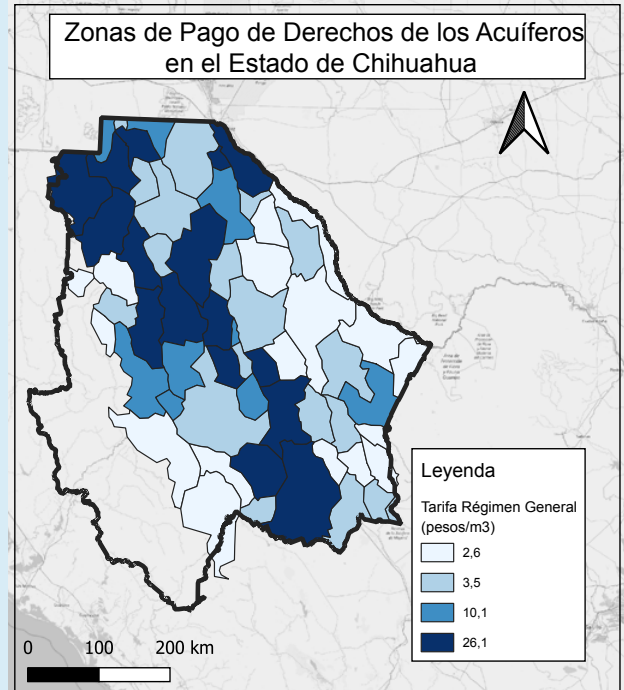 Zonas de Pago de Derechos de los Acuíferos
en el Estado de Chihuahua
Leyenda
Tarifa Régimen General
(pesos/m3)
2,6
3,5
10,1
26,1
0 100 200 km